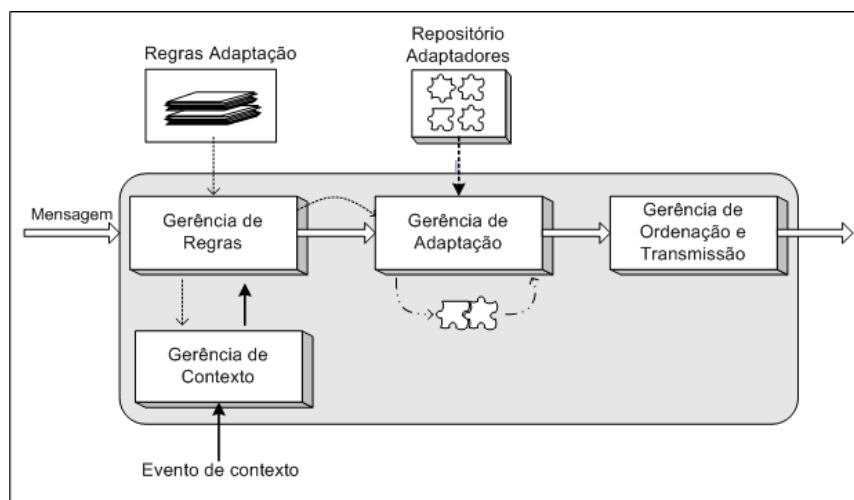 Regras Adaptação
Repositório
Adaptadores
Mensagem
Gerência de
Regras
Gerência de
Adaptação
Gerência de
Ordenação e
Transmissão
Gerência de
Contexto
Evento de contexto